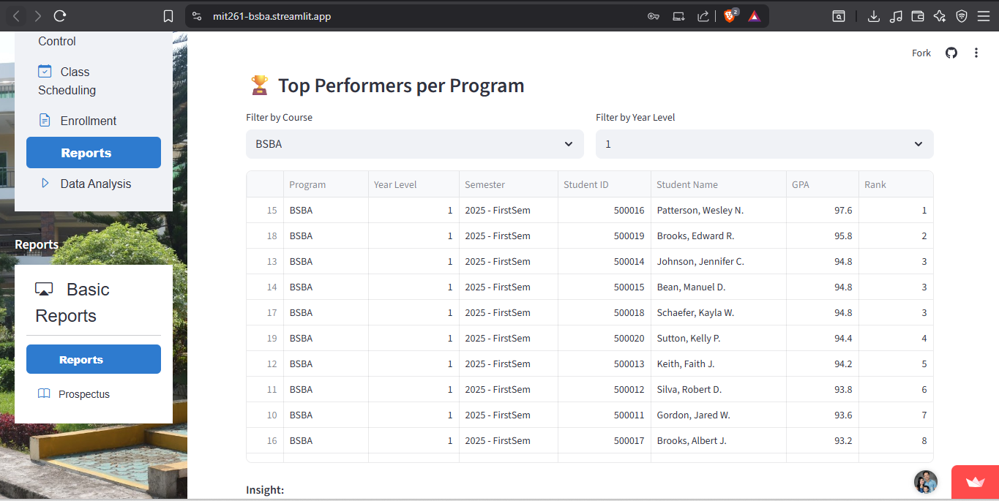 mit261-bsba.streamlit.app
2
Control
Class
Scheduling
Enrollment
Reports
Data Analysis
Reports
Basic
Reports
Reports
Prospectus
Fork
🏆 Top Performers per Program
Filter by Course
Filter by Year Level
BSBA
1
Program Year Level Semester Student ID Student Name GPA Rank
15 BSBA 1 2025 - FirstSem 500016 Patterson, Wesley N. 97.6 1
18 BSBA 1 2025 - FirstSem 500019 Brooks, Edward R. 95.8 2
13 BSBA 1 2025 - FirstSem 500014 Johnson, Jennifer C. 94.8 3
14 BSBA 1 2025 - FirstSem 500015 Bean, Manuel D. 94.8 3
17 BSBA 1 2025 - FirstSem 500018 Schaefer, Kayla W. 94.8 3
19 BSBA 1 2025 - FirstSem 500020 Sutton, Kelly P. 94.4 4
12 BSBA 1 2025 - FirstSem 500013 Keith, Faith J. 94.2 5
11 BSBA 1 2025 - FirstSem 500012 Silva, Robert D. 93.8 6
10 BSBA 1 2025 - FirstSem 500011 Gordon, Jared W. 93.6 7
16 BSBA 1 2025 - FirstSem 500017 Brooks, Albert J. 93.2 8
Insight: